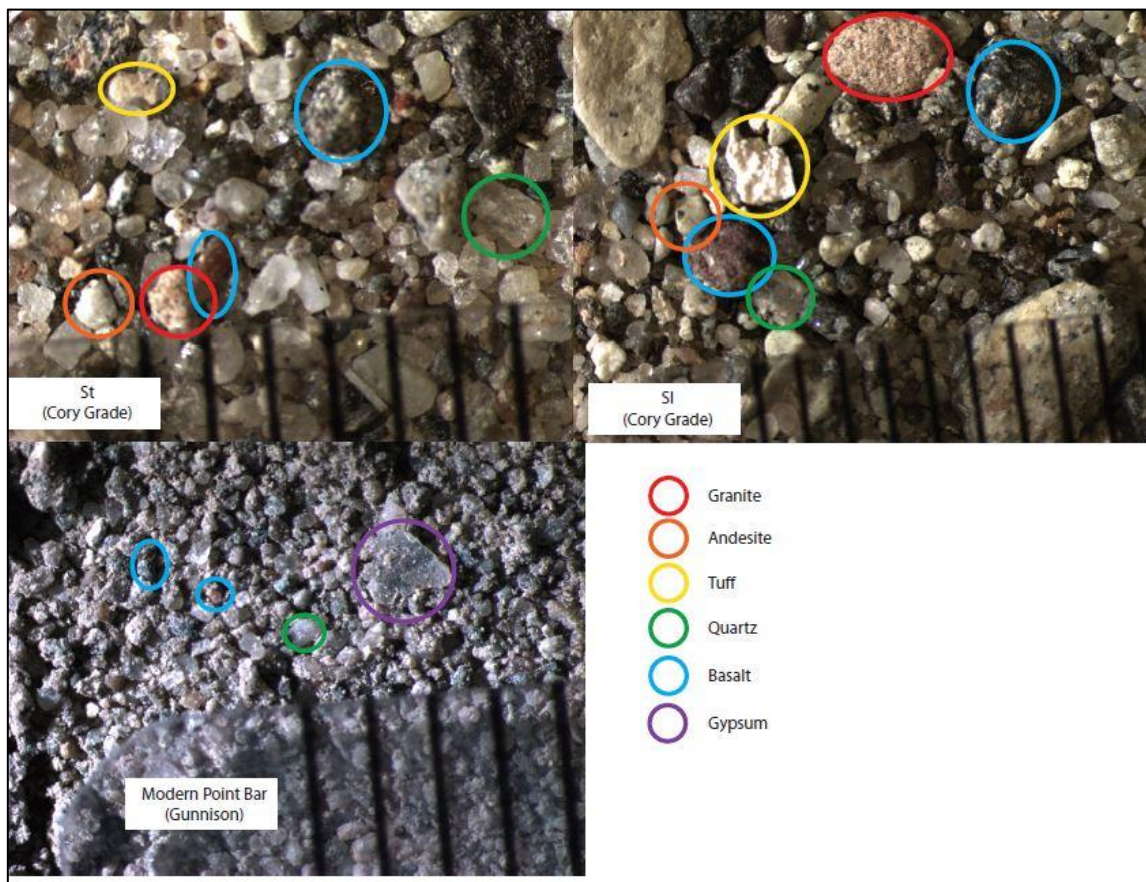 St
(Cory Grade)
Sl
(Cory Grade)
Modern Point Bar
(Gunnison)
Granite
Andesite
Tuff
Quartz
Basalt
Gypsum